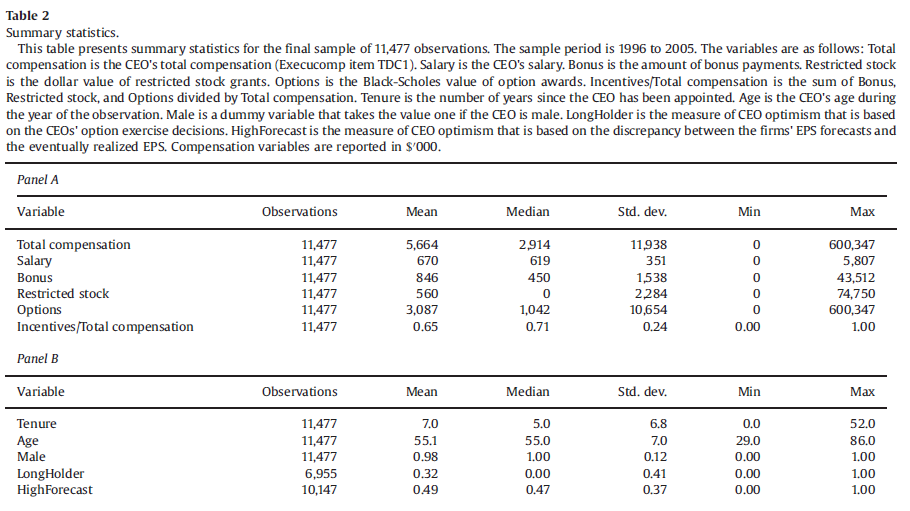 Table 2
Summary statistics.
This table presents summary statistics for the final sample of 11,477 observations. The sample period is 1996 to 2005. The variables are as follows: Total
compensation is the CEO's total compensation (Execucomp item TDC1). Salary is the CEO's salary. Bonus is the amount of bonus payments. Restricted stock
is the dollar value of restricted stock grants. Options is the Black-Scholes value of option awards. Incentives/Total compensation is the sum of Bonus,
Restricted stock, and Options divided by Total compensation. Tenure is the number of years since the CEO has been appointed. Age is the CEO's age during
the year of the observation. Male is a dummy variable that takes the value one if the CEO is male. LongHolder is the measure of CEO optimism that is based
on the CEOs' option exercise decisions. HighForecast is the measure of CEO optimism that is based on the discrepancy between the firms' EPS forecasts and
the eventually realized EPS. Compensation variables are reported in $'000.
Panel A
Variable Observations Mean Median Std. dev. Min Max
Total compensation 11,477 5,664 2,914 11,938 0 600,347
Salary 11,477 670 619 351 0 5,807
Bonus 11,477 846 450 1,538 0 43,512
Restricted stock 11,477 560 0 2,284 0 74,750
Options 11,477 3,087 1,042 10,654 0 600,347
Incentives/Total compensation 11,477 0.65 0.71 0.24 0.00 1.00
Panel B
Variable Observations Mean Median Std. dev. Min Max
Tenure 11,477 7.0 5.0 6.8 0.0 52.0
Age 11,477 55.1 55.0 7.0 29.0 86.0
Male 11,477 0.98 1.00 0.12 0.00 1.00
LongHolder 6,955 0.32 0.00 0.41 0.00 1.00
HighForecast 10,147 0.49 0.47 0.37 0.00 1.00